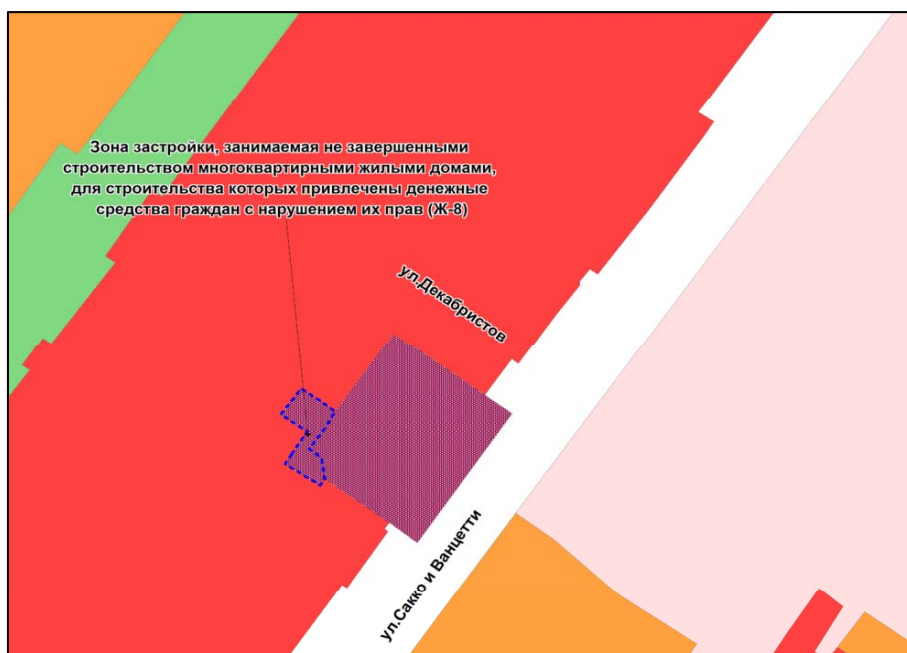 Зона застройки, занимаемая не завершенными
строительством многоквартирными жилыми домами,
для строительства которых привлечены денежные
средства граждан с нарушением их прав (Ж-8)
ул.Декабристов
ул.Сакко и Ванцетти